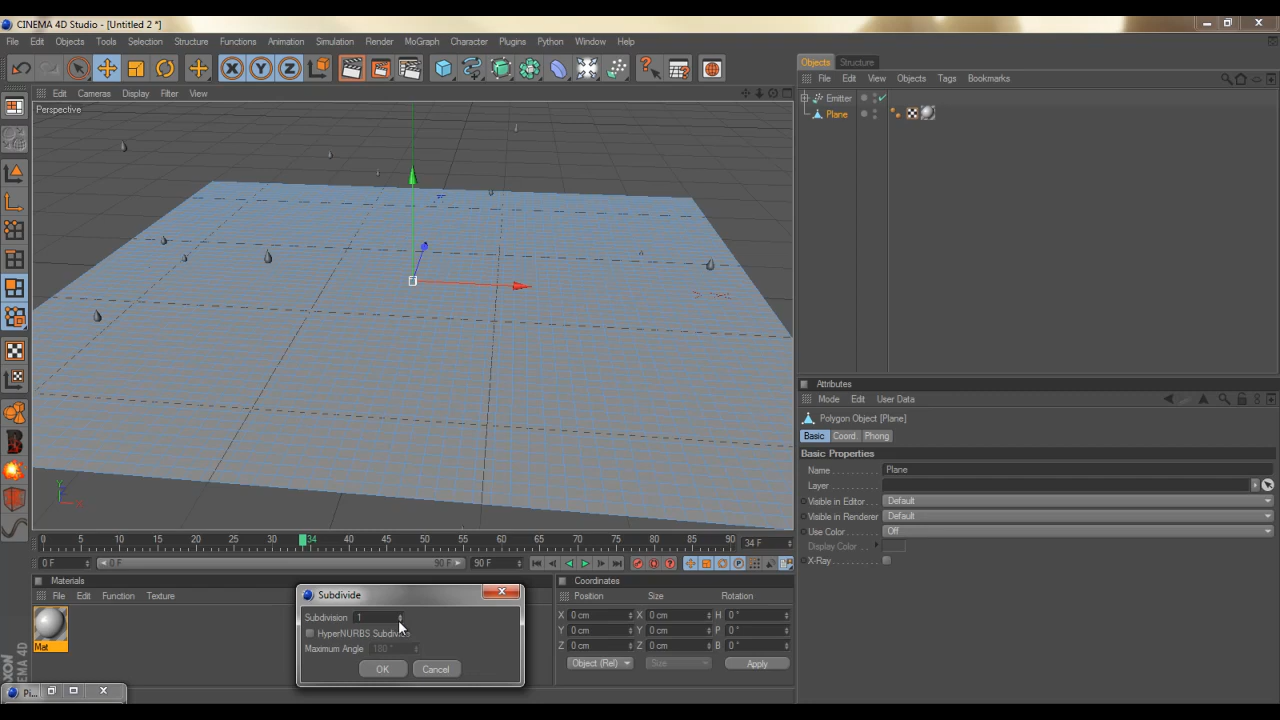 CINEMA 4D Studio - [Untitled 2 *]
File Edit Objects Tools Selection Structure Functions Animation Simulation Render MoGraph Character Plugins Python Window Help
Objects Structure
File Edit View Objects Tags Bookmarks
Edit Cameras Display Filter View
Perspective
Emitter
Plane
Attributes
Mode Edit User Data
Polygon Object [Plane]
Basic Coord. Phong
Basic Properties
Name Plane
Layer
Visible in Editor Default
Visible in Renderer Default
Use Color Off
Display Color
X-Ray
0 5 10 15 20 25 30 34 40 45 50 55 60 65 70 75 80 85 90 34 F
0 F 0 F 90 F 90 F
Materials
File Edit Function Texture
Mat
Subdivide
Subdivision 1
HyperNURBS Subdivide
Maximum Angle 180 °
OK Cancel
Coordinates
Position Size Rotation
X 0 cm X 0 cm H 0 °
Y 0 cm Y 0 cm P 0 °
Z 0 cm Z 0 cm B 0 °
Object (Rel) Size Apply
Pi...